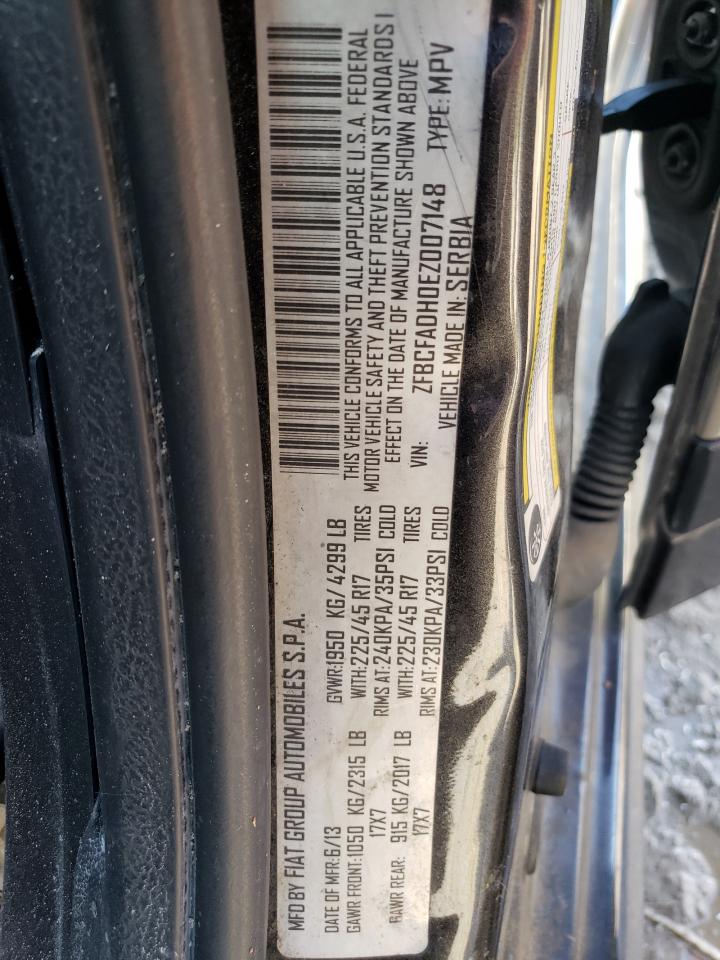 MFD BY FIAT GROUP AUTOMOBILES S.P.A.
DATE OF MFR: 6/13 GVWR: 1950 KG/ 4299 LB
GAWR FRONT: 1050 KG/2315 LB WITH: 225/45 R17 TIRES
17X7 RIMS AT: 240KPA/35PSI COLD
GAWR REAR: 915 KG/2017 LB WITH: 225/45 R17 TIRES
17X7 RIMS AT: 230KPA/33PSI COLD
THIS VEHICLE CONFORMS TO ALL APPLICABLE U.S.A. FEDERAL
MOTOR VEHICLE SAFETY AND THEFT PREVENTION STANDARDS I
EFFECT ON THE DATE OF MANUFACTURE SHOWN ABOVE
VIN: ZFBCFADH0EZ007148 TYPE: MPV
VEHICLE MADE IN: SERBIA